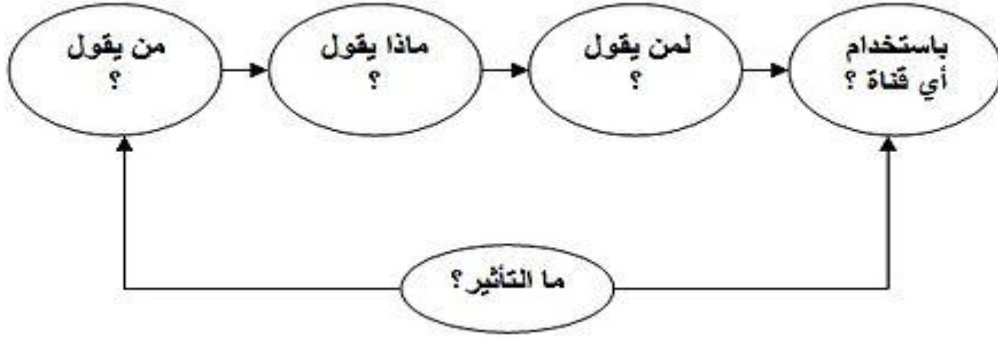 من يقول
؟
ماذا يقول
؟
لمن يقول
؟
باستخدام
أي قناة ؟
ما التأثير؟